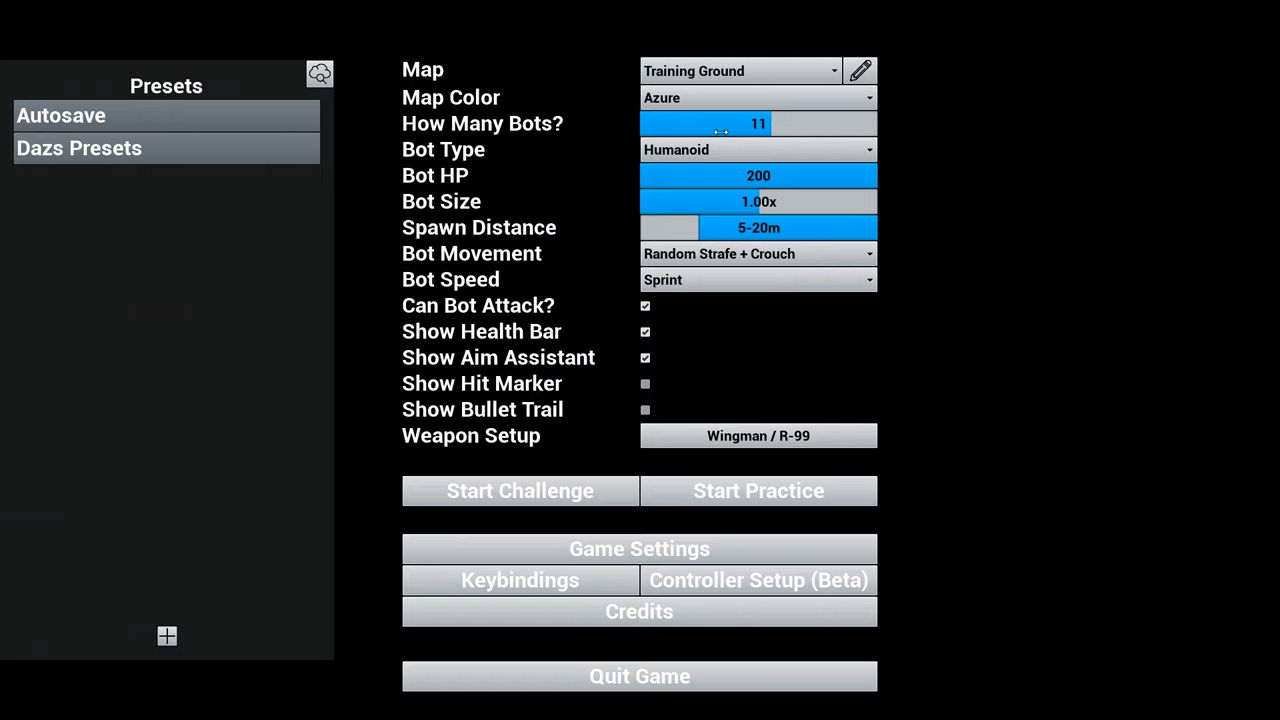 Presets
Autosave
Dazs Presets
Map Training Ground
Map Color Azure
How Many Bots? 11
Bot Type Humanoid
Bot HP 200
Bot Size 1.00x
Spawn Distance 5-20m
Bot Movement Random Strafe + Crouch
Bot Speed Sprint
Can Bot Attack?
Show Health Bar
Show Aim Assistant
Show Hit Marker
Show Bullet Trail
Weapon Setup Wingman / R-99
Start Challenge Start Practice
Game Settings
Keybindings Controller Setup (Beta)
Credits
Quit Game